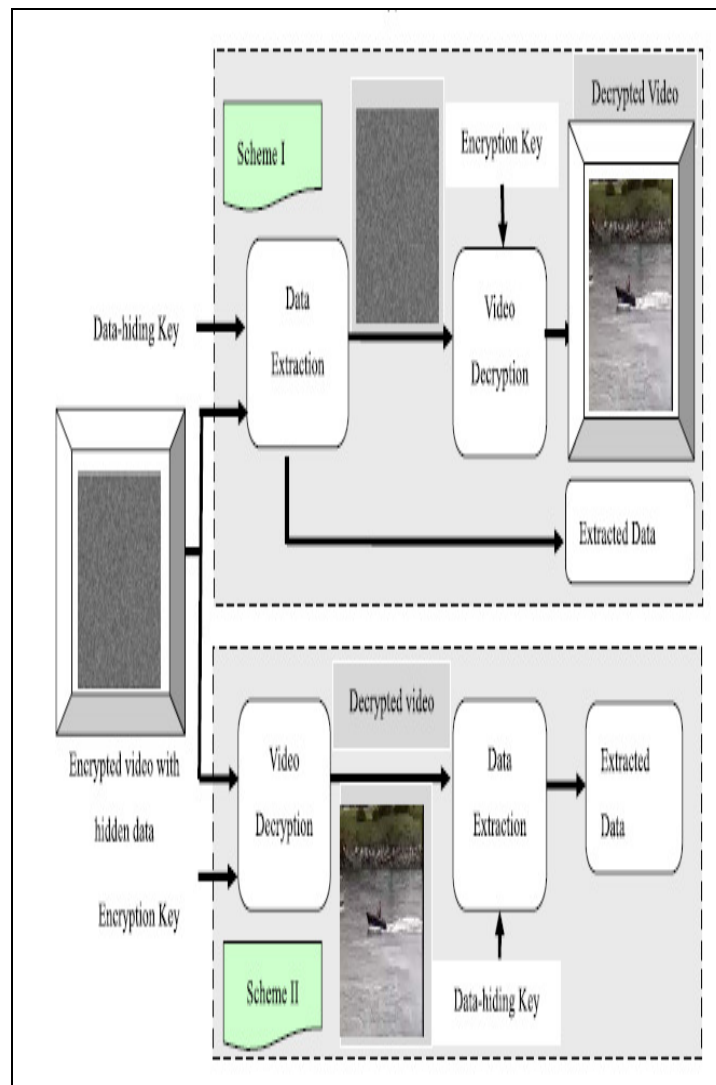 Decrypted Video
Scheme I
Encryption Key
Data
Extraction
Video
Decryption
Data-hiding Key
Extracted Data
Encrypted video with
hidden data
Encryption Key
Decrypted video
Video
Decryption
Data
Extraction
Extracted
Data
Scheme II
Data-hiding Key